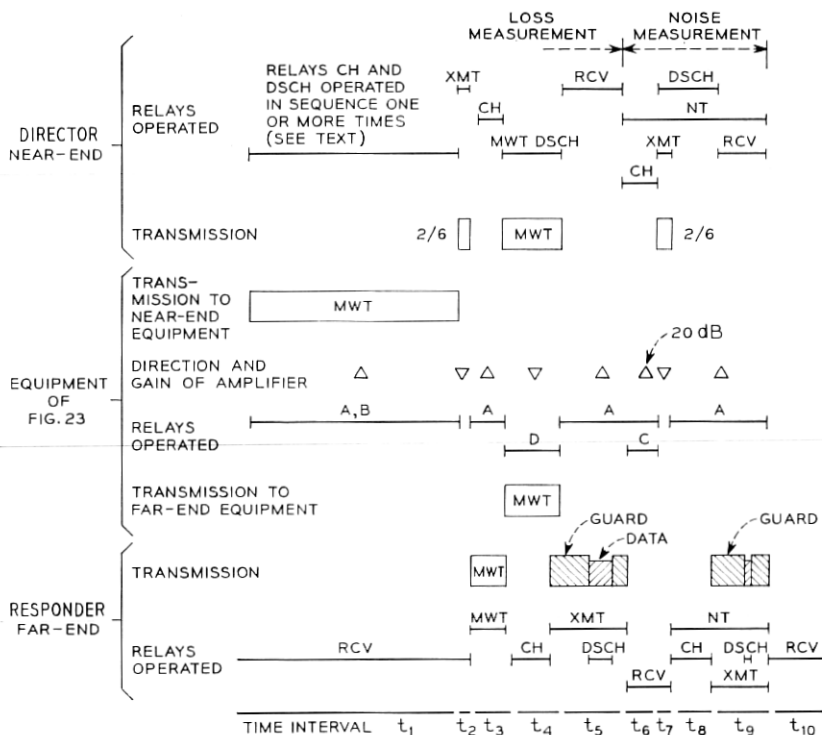 LOSS
MEASUREMENT
NOISE
MEASUREMENT
DIRECTOR
NEAR-END
RELAYS
OPERATED
RELAYS CH AND
DSCH OPERATED
IN SEQUENCE ONE
OR MORE TIMES
(SEE TEXT)
XMT
RCV
DSCH
CH
NT
MWT DSCH
XMT
RCV
CH
TRANSMISSION
2/6
MWT
2/6
EQUIPMENT
OF
FIG. 23
TRANS-
MISSION TO
NEAR-END
EQUIPMENT
MWT
20 dB
DIRECTION AND
GAIN OF AMPLIFIER
RELAYS
OPERATED
A,B
A
A
A
D
C
TRANSMISSION TO
FAR-END EQUIPMENT
MWT
RESPONDER
FAR-END
GUARD
DATA
GUARD
TRANSMISSION
MWT
MWT
XMT
NT
RELAYS
OPERATED
RCV
CH
DSCH
CH
DSCH
RCV
RCV
XMT
TIME INTERVAL t1 t2 t3 t4 t5 t6 t7 t8 t9 t10